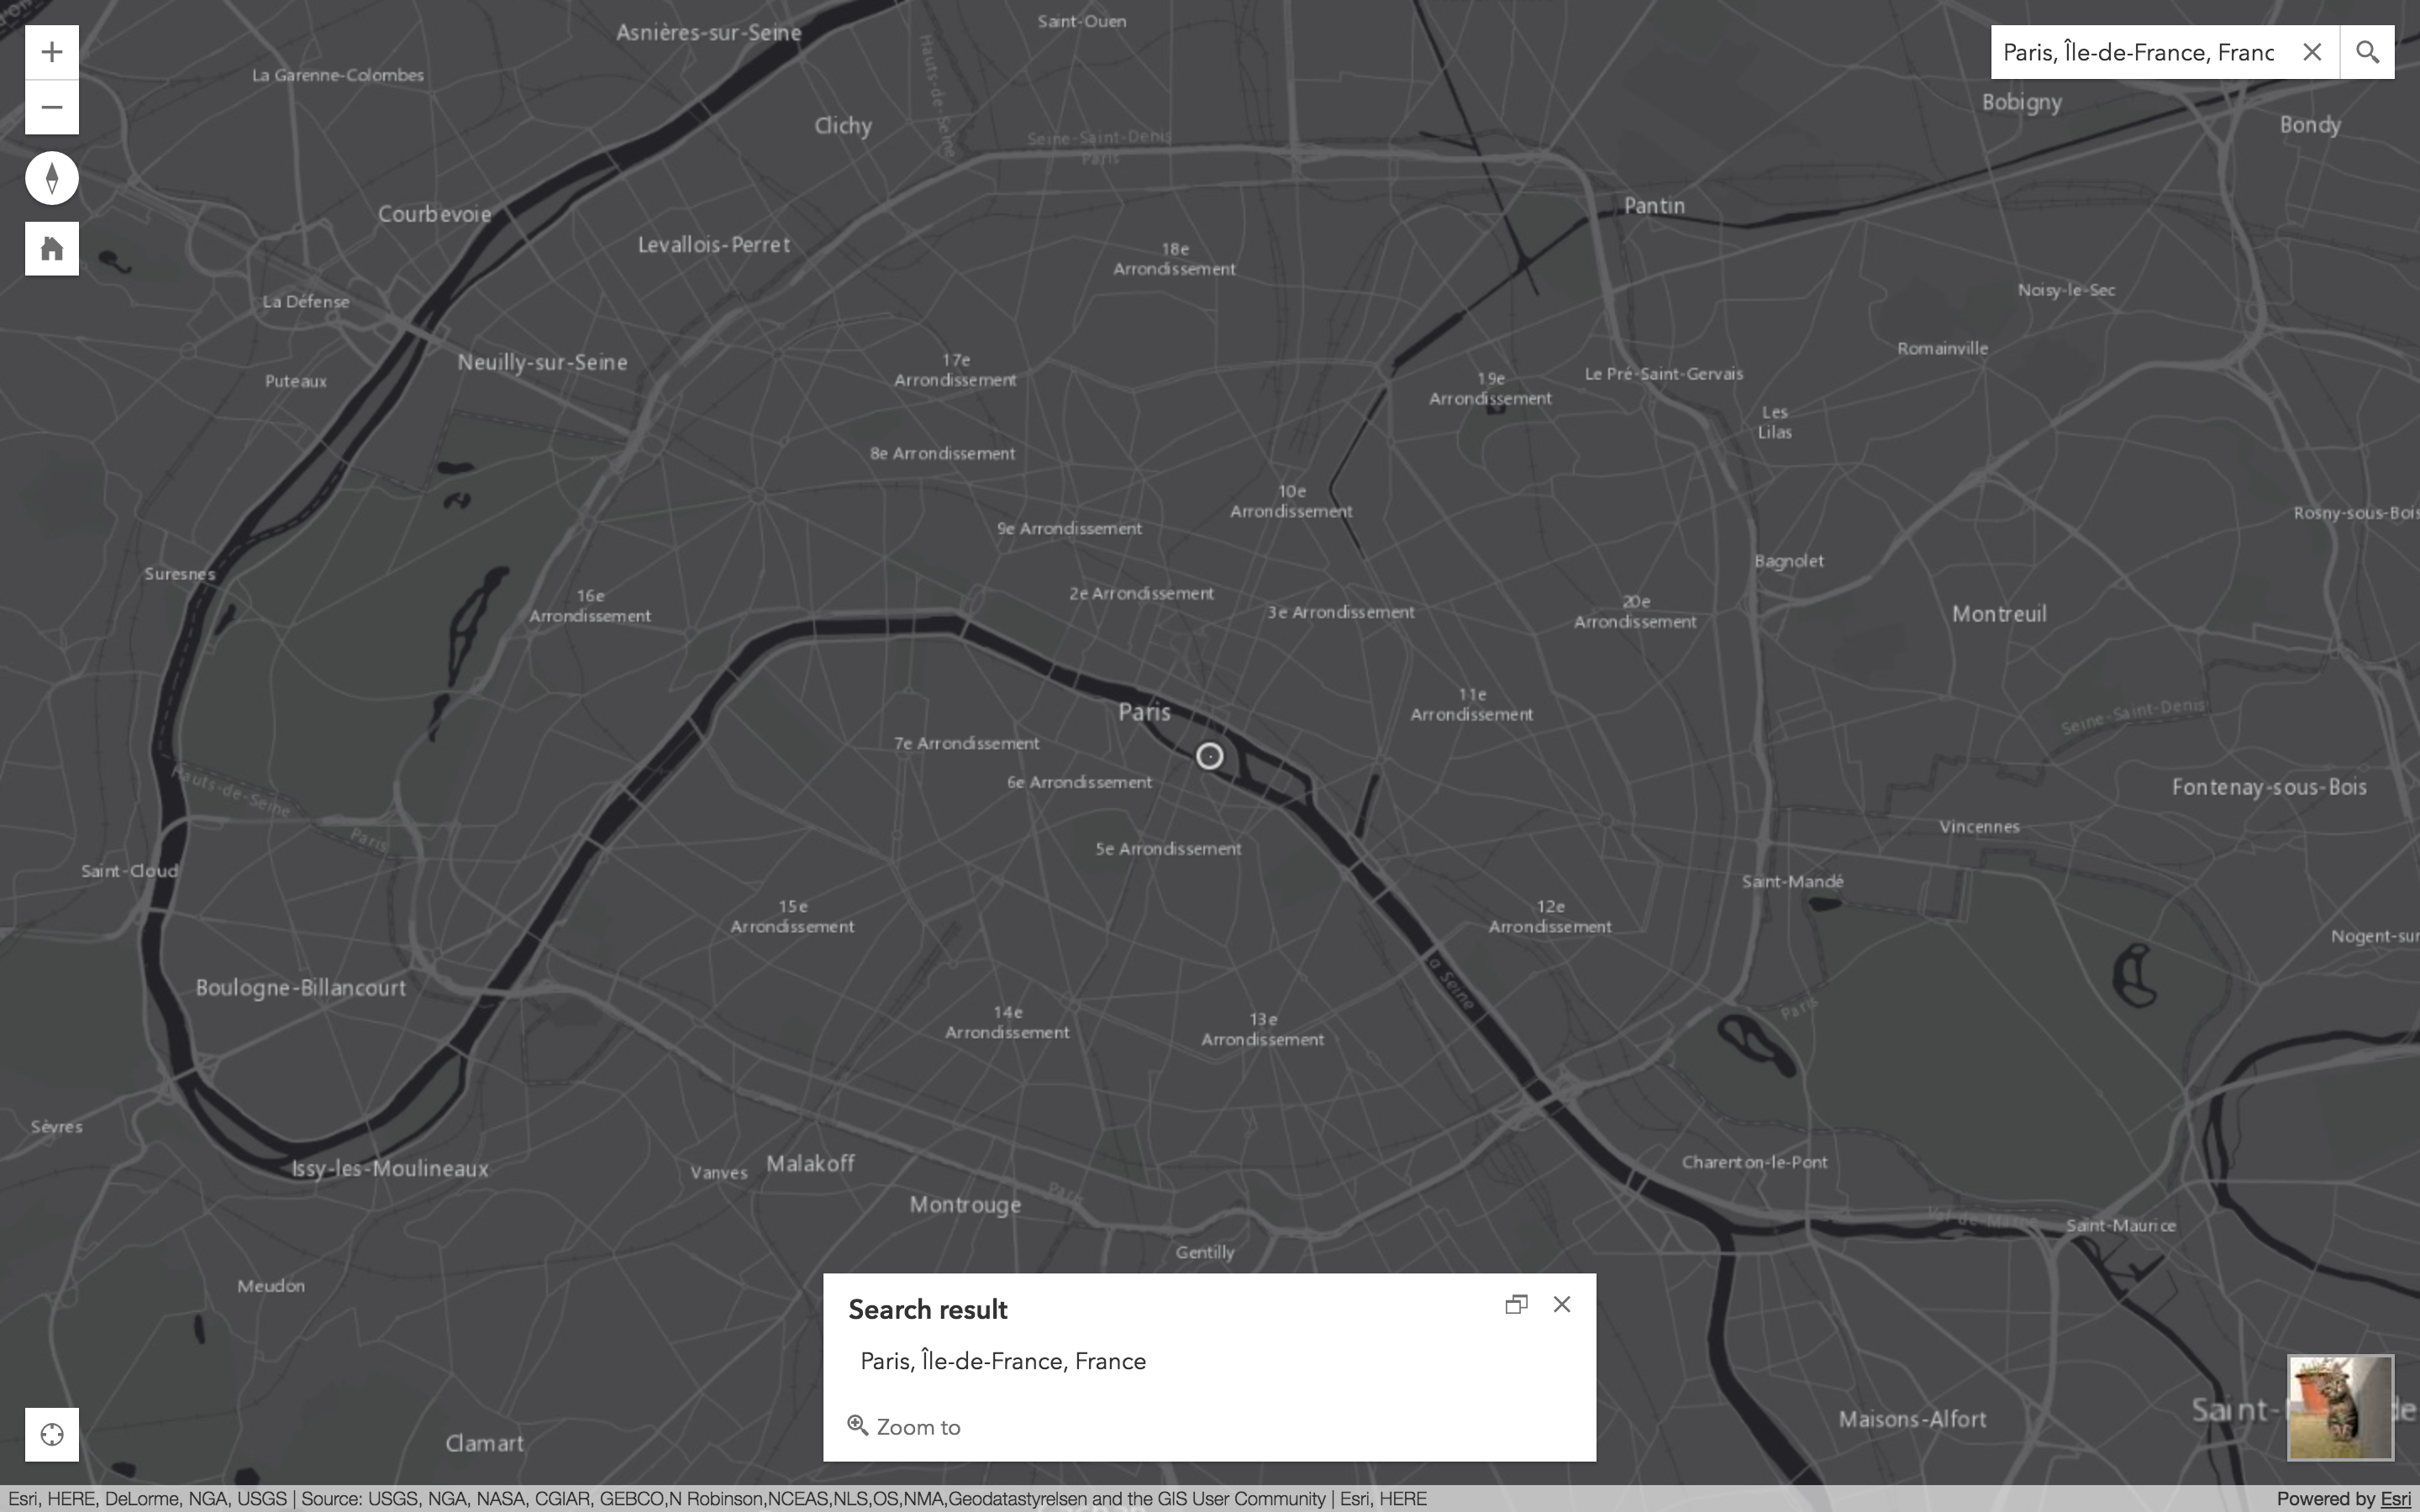 Asnières-sur-Seine
Saint-Ouen
Paris, Île-de-France, Franc
La Garenne-Colombes
Hauts-de-Seine
Bobigny
Clichy
Bondy
Seine-Saint-Denis
Paris
Courbevoie
Pantin
Levallois-Perret
18e
Arrondissement
La Défense
Noisy-le-Sec
Neuilly-sur-Seine
Romainville
17e
Arrondissement
Puteaux
19e
Arrondissement
Le Pré-Saint-Gervais
Les
Lilas
8e Arrondissement
10e
Arrondissement
Rosny-sous-Bois
9e Arrondissement
Bagnolet
Suresnes
16e
Arrondissement
2e Arrondissement
3e Arrondissement
20e
Arrondissement
Montreuil
11e
Arrondissement
Paris
Seine-Saint-Denis
7e Arrondissement
6e Arrondissement
Hauts-de-Seine
Paris
Fontenay-sous-Bois
Vincennes
5e Arrondissement
Saint-Cloud
Saint-Mandé
15e
Arrondissement
12e
Arrondissement
Nogent-sur
La Seine
Boulogne-Billancourt
Paris
14e
Arrondissement
13e
Arrondissement
Sèvres
Issy-les-Moulineaux
Vanves
Malakoff
Charenton-le-Pont
Paris
Montrouge
Val-de-Marne
Saint-Maurice
Gentilly
Meudon
Search result
Paris, Île-de-France, France
Zoom to
Maisons-Alfort
Saint-
Clamart
Esri, HERE, DeLorme, NGA, USGS | Source: USGS, NGA, NASA, CGIAR, GEBCO,N Robinson,NCEAS,NLS,OS,NMA,Geodatastyrelsen and the GIS User Community | Esri, HERE
Powered by Esri